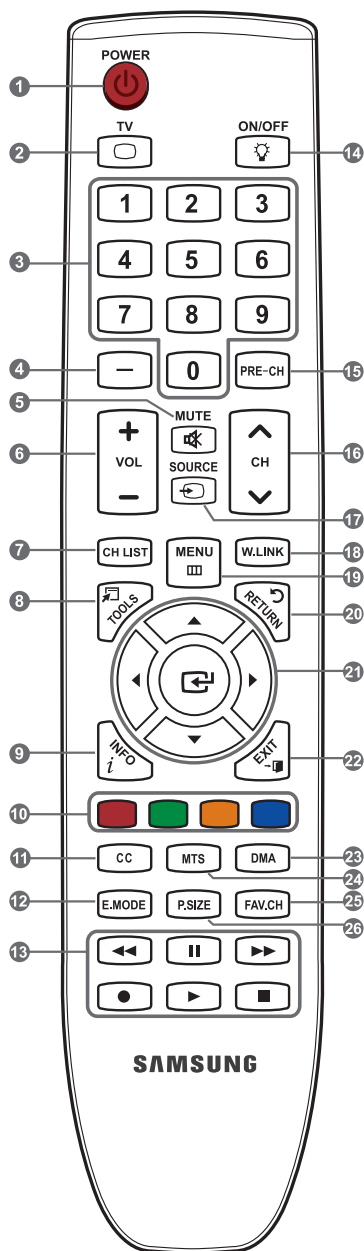 POWER
1
TV
ON/OFF
2
14
1 2 3
3
4 5 6
7 8 9
4
—
0
PRE-CH
15
5
MUTE
6
+
VOL
—
CH
16
SOURCE
17
7
CH LIST
MENU
W.LINK
18
19
8
TOOLS
RETURN
20
21
9
INFO
i
EXIT
22
10
11
CC
MTS
DMA
23
24
12
E.MODE
P.SIZE
FAV.CH
25
26
13
SAMSUNG